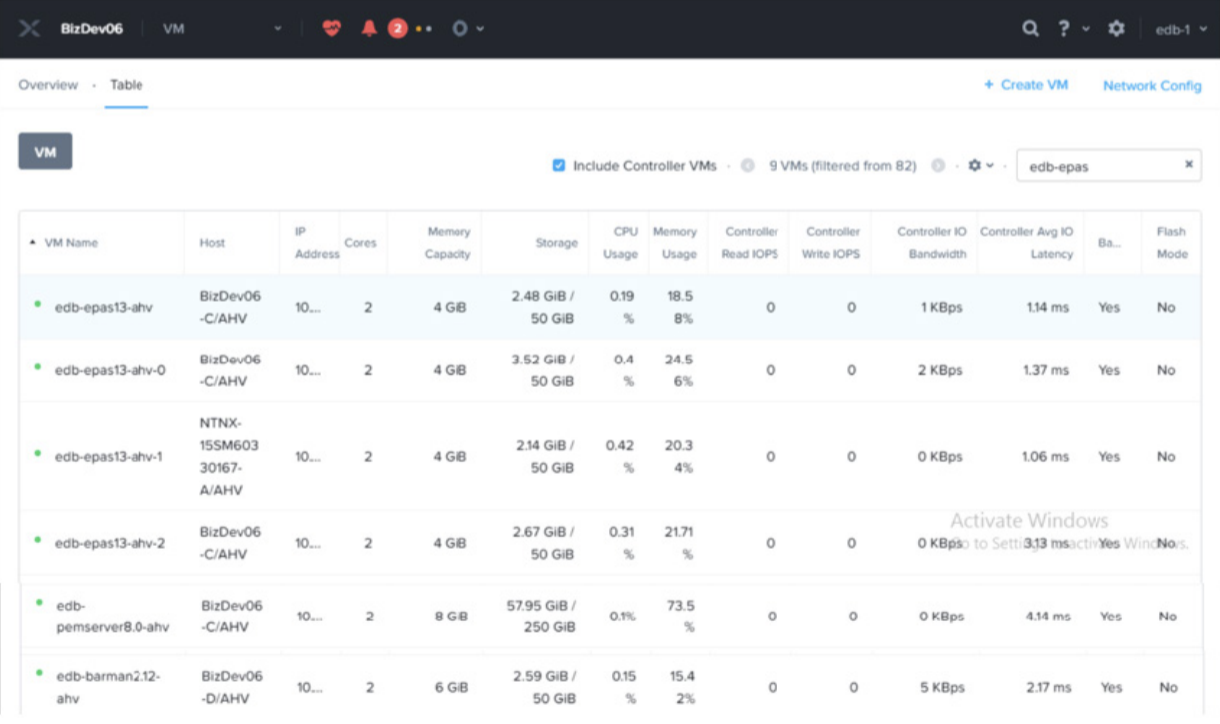 BizDev06 VM 2 edb-1
Overview · Table + Create VM Network Config
VM
Include Controller VMs · 9 VMs (filtered from 82) · · edb-epas ×
VM Name Host IP Address Cores Memory Capacity Storage CPU Usage Memory Usage Controller Read IOPS Controller Write IOPS Controller IO Bandwidth Controller Avg IO Latency Ba... Flash Mode
edb-epas13-ahv BizDev06-C/AHV 10.... 2 4 GiB 2.48 GiB / 50 GiB 0.19 % 18.58% 0 0 1 KBps 1.14 ms Yes No
edb-epas13-ahv-0 BizDev06-C/AHV 10.... 2 4 GiB 3.52 GiB / 50 GiB 0.4 % 24.56% 0 0 2 KBps 1.37 ms Yes No
edb-epas13-ahv-1 NTNX-15SM60330167-A/AHV 10.... 2 4 GiB 2.14 GiB / 50 GiB 0.42 % 20.34% 0 0 0 KBps 1.06 ms Yes No
edb-epas13-ahv-2 BizDev06-C/AHV 10.... 2 4 GiB 2.67 GiB / 50 GiB 0.31 % 21.71 % 0 0 0 KBps 3.13 ms Yes No
Activate Windows
Go to Settings to activate Windows.
edb-pemserver8.0-ahv BizDev06-C/AHV 10.... 2 8 GiB 57.95 GiB / 250 GiB 0.1% 73.5 % 0 0 0 KBps 4.14 ms Yes No
edb-barman2.12-ahv BizDev06-D/AHV 10.... 2 6 GiB 2.59 GiB / 50 GiB 0.15 % 15.42% 0 0 5 KBps 2.17 ms Yes No